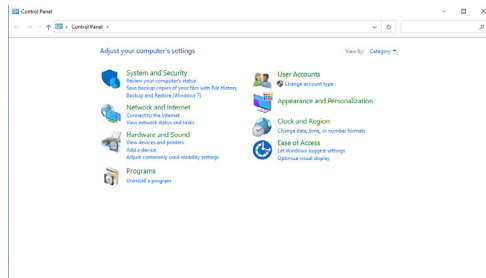 Control Panel
Control Panel
Adjust your computer's settings
View by: Category
System and Security
Review your computer's status
Save backup copies of your files with File History
Backup and Restore (Windows 7)
Network and Internet
Connect to the Internet
View network status and tasks
Hardware and Sound
View devices and printers
Add a device
Adjust commonly used mobility settings
Programs
Uninstall a program
User Accounts
Change account type
Appearance and Personalization
Clock and Region
Change date, time, or number formats
Ease of Access
Let Windows suggest settings
Optimize visual display